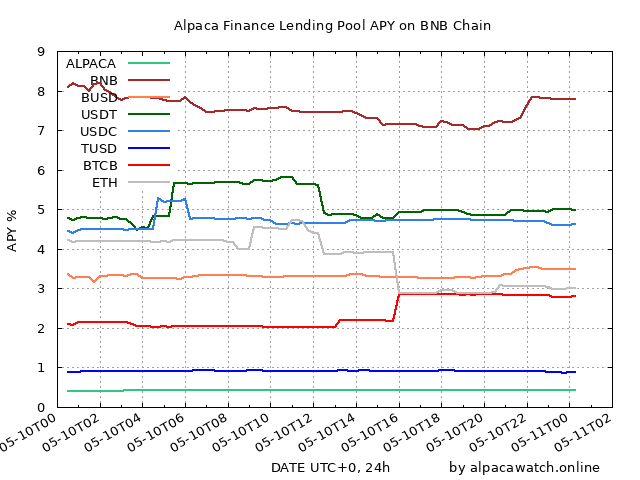 Alpaca Finance Lending Pool APY on BNB Chain
APY %
9
8
7
6
5
4
3
2
1
0
ALPACA
BNB
BUSD
USDT
USDC
TUSD
BTCB
ETH
05-10T00
05-10T02
05-10T04
05-10T06
05-10T08
05-10T10
05-10T12
05-10T14
05-10T16
05-10T18
05-10T20
05-10T22
05-11T00
05-11T02
DATE UTC+0, 24h
by alpacawatch.online